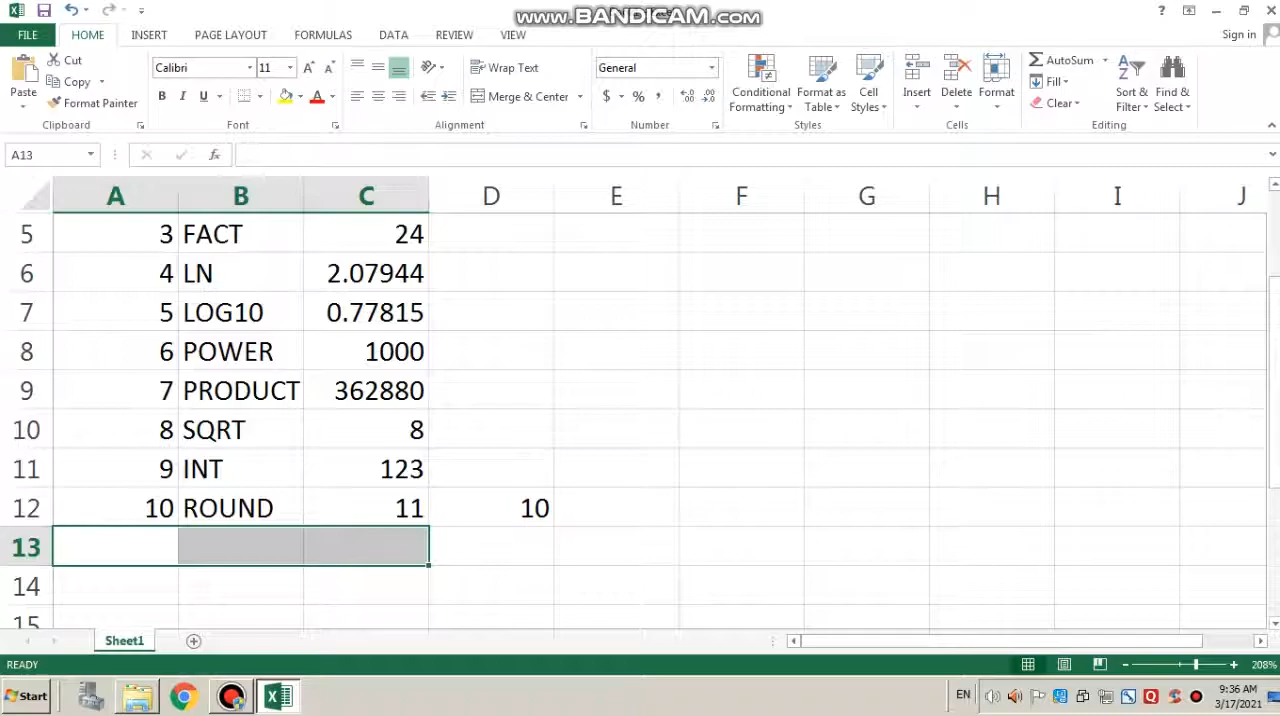 www.BANDICAM.com
Sign in
FILE HOME INSERT PAGE LAYOUT FORMULAS DATA REVIEW VIEW
Paste
Cut
Copy
Format Painter
Clipboard
Calibri 11
B I U
Font
Wrap Text
Merge & Center
Alignment
General
$ % ,
Number
Conditional Formatting
Format as Table
Cell Styles
Styles
Insert
Delete
Format
Cells
AutoSum
Fill
Clear
Sort & Filter
Find & Select
Editing
A13 fx
A B C D E F G H I J
5 3 FACT 24
6 4 LN 2.07944
7 5 LOG10 0.77815
8 6 POWER 1000
9 7 PRODUCT 362880
10 8 SQRT 8
11 9 INT 123
12 10 ROUND 11 10
13
14
15
Sheet1
READY 208%
Start EN 9:36 AM
3/17/2021